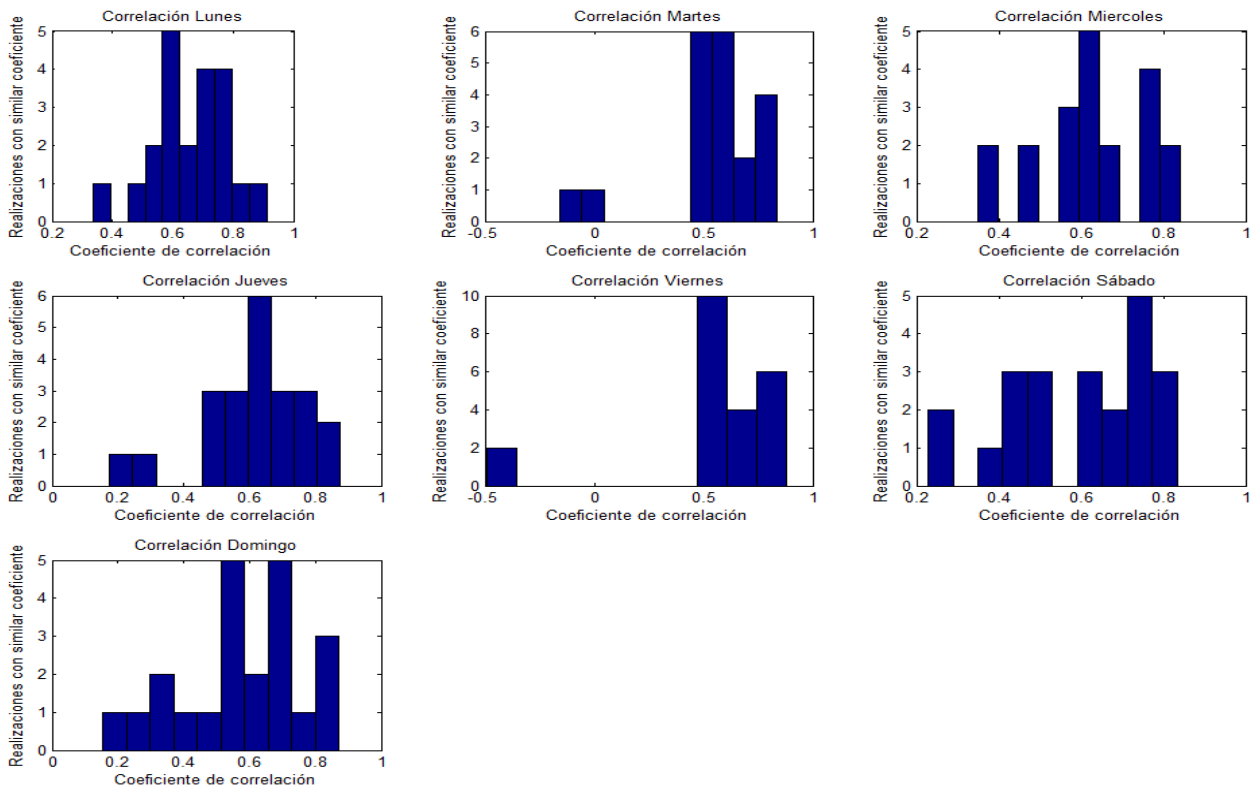 Correlación Lunes
Realizaciones con similar coeficiente
5
4
3
2
1
0
0.2 0.4 0.6 0.8 1
Coeficiente de correlación
Correlación Martes
Realizaciones con similar coeficiente
6
5
4
3
2
1
0
-0.5 0 0.5 1
Coeficiente de correlación
Correlación Miercoles
Realizaciones con similar coeficiente
5
4
3
2
1
0
0.2 0.4 0.6 0.8 1
Coeficiente de correlación
Correlación Jueves
Realizaciones con similar coeficiente
6
5
4
3
2
1
0
0 0.2 0.4 0.6 0.8 1
Coeficiente de correlación
Correlación Viernes
Realizaciones con similar coeficiente
10
8
6
4
2
0
-0.5 0 0.5 1
Coeficiente de correlación
Correlación Sábado
Realizaciones con similar coeficiente
5
4
3
2
1
0
0.2 0.4 0.6 0.8 1
Coeficiente de correlación
Correlación Domingo
Realizaciones con similar coeficiente
5
4
3
2
1
0
0 0.2 0.4 0.6 0.8 1
Coeficiente de correlación